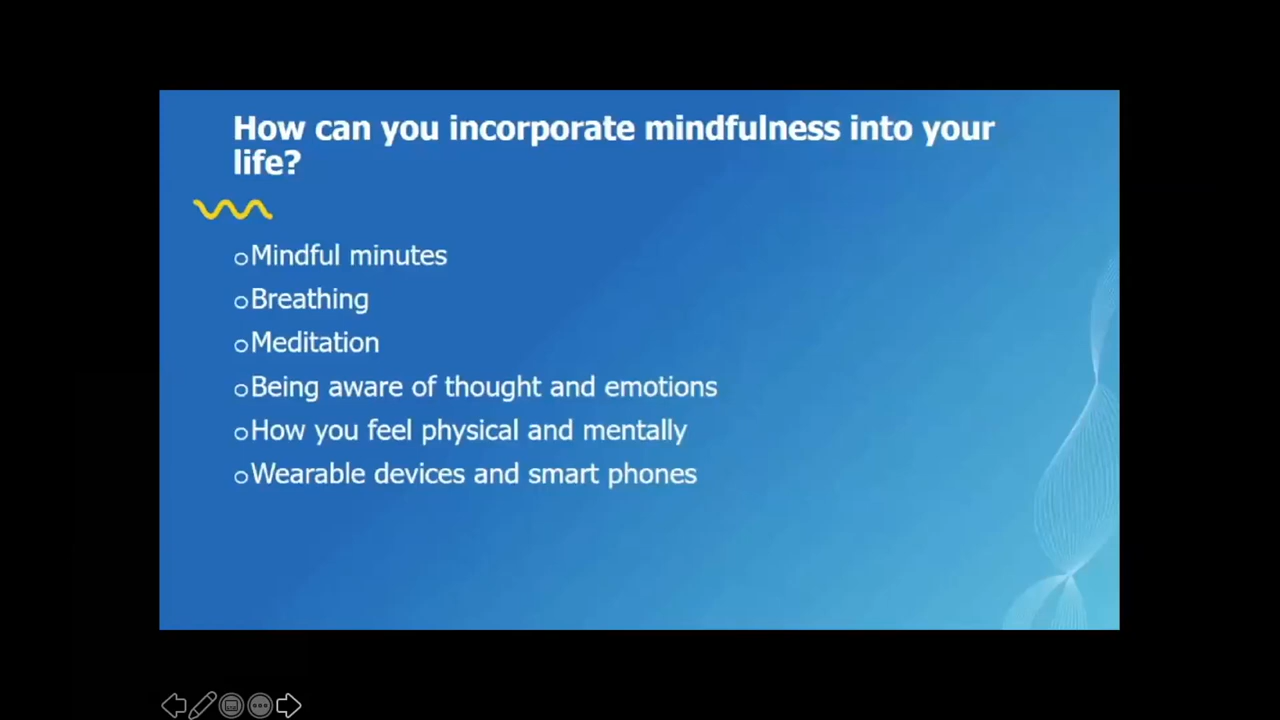 How can you incorporate mindfulness into your
life?
Mindful minutes
Breathing
Meditation
Being aware of thought and emotions
How you feel physical and mentally
Wearable devices and smart phones